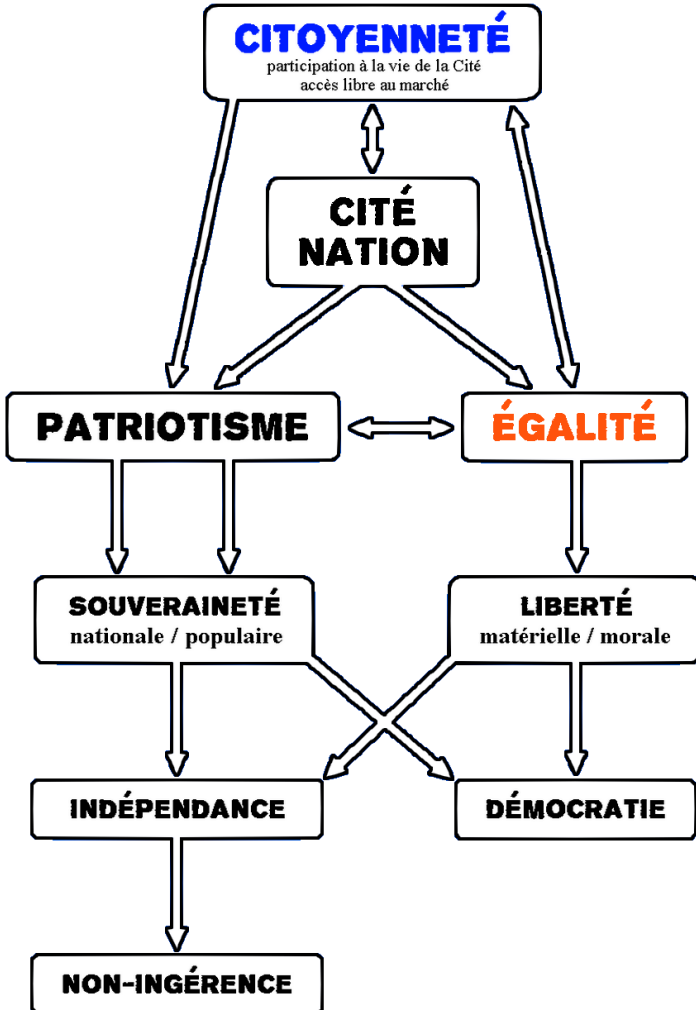 CITOYENNETÉ
participation à la vie de la Cité
accès libre au marché
CITÉ
NATION
PATRIOTISME
ÉGALITÉ
SOUVERAINETÉ
nationale / populaire
LIBERTÉ
matérielle / morale
INDÉPENDANCE
DÉMOCRATIE
NON-INGÉRENCE